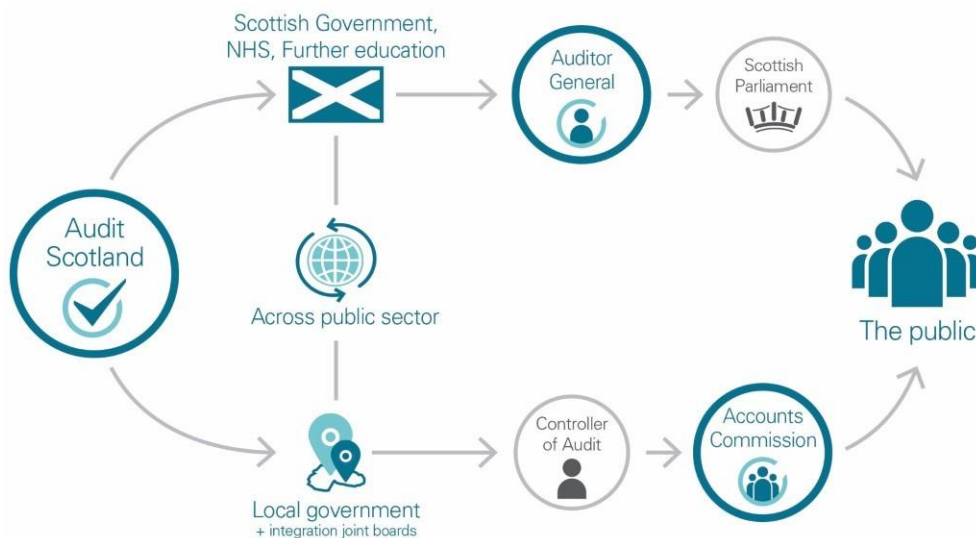 Scottish Government,
NHS, Further education
Auditor
General
Scottish
Parliament
Audit
Scotland
Across public sector
The public
Controller
of Audit
Accounts
Commission
Local government
+ integration joint boards